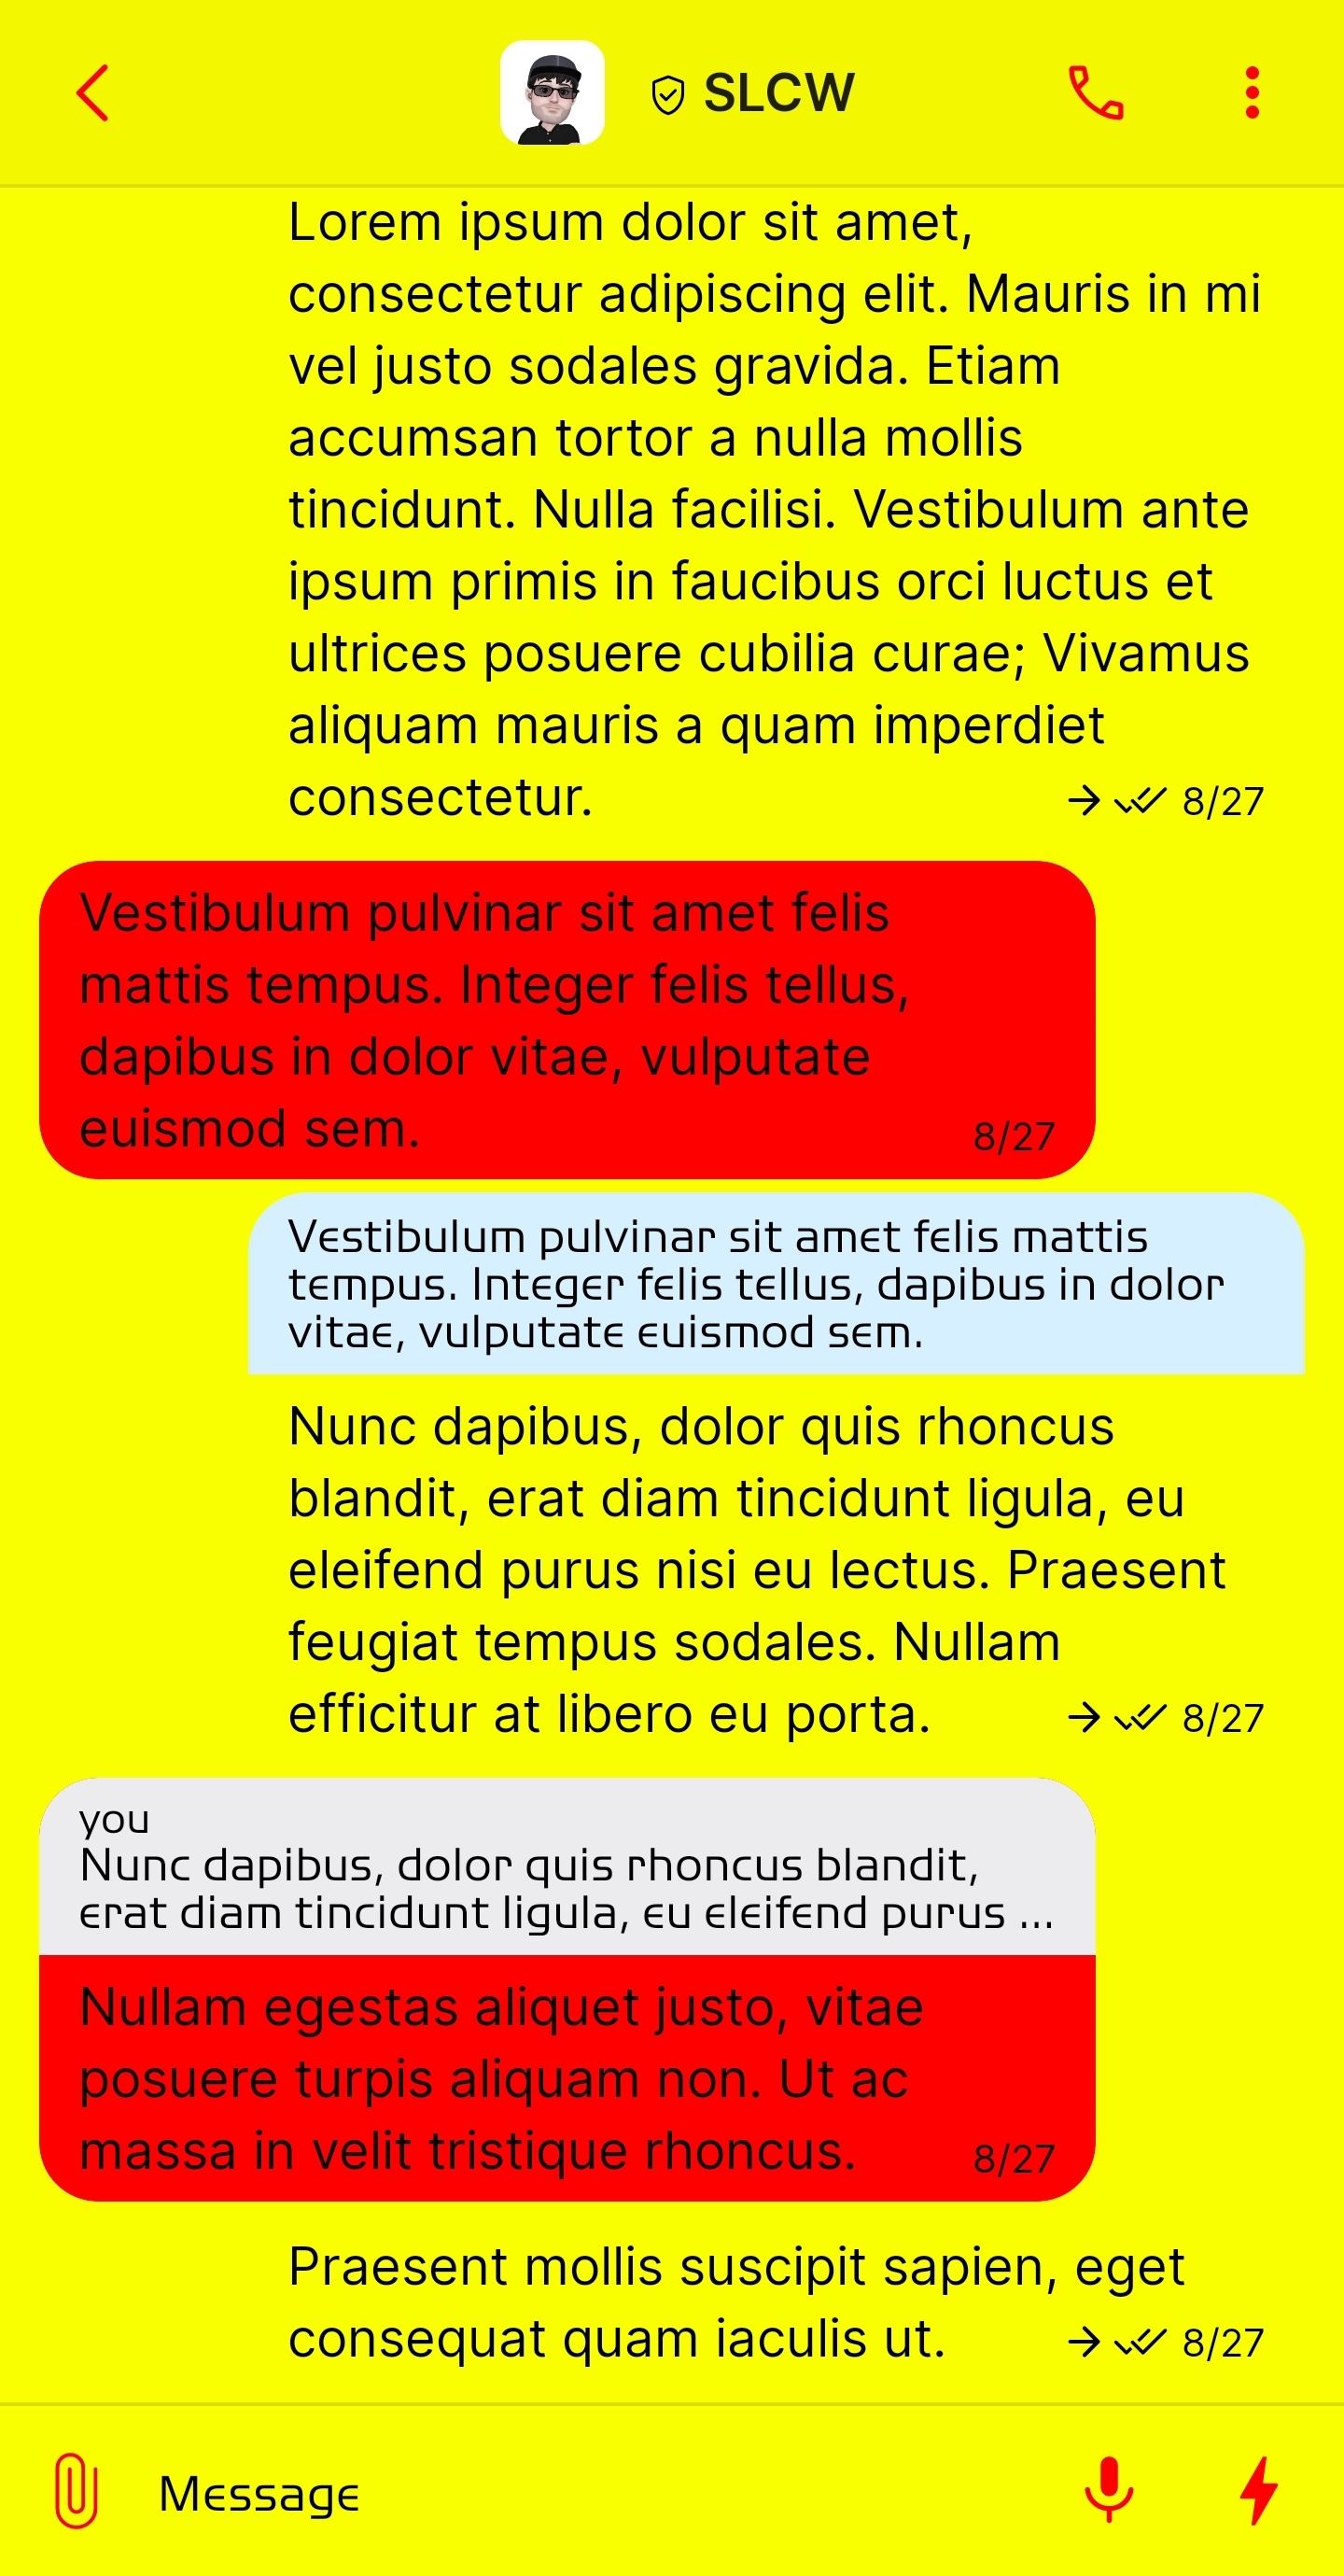 SLCW
Lorem ipsum dolor sit amet,
consectetur adipiscing elit. Mauris in mi
vel justo sodales gravida. Etiam
accumsan tortor a nulla mollis
tincidunt. Nulla facilisi. Vestibulum ante
ipsum primis in faucibus orci luctus et
ultrices posuere cubilia curae; Vivamus
aliquam mauris a quam imperdiet
consectetur.
8/27
Vestibulum pulvinar sit amet felis
mattis tempus. Integer felis tellus,
dapibus in dolor vitae, vulputate
euismod sem.
8/27
Vestibulum pulvinar sit amet felis mattis
tempus. Integer felis tellus, dapibus in dolor
vitae, vulputate euismod sem.
Nunc dapibus, dolor quis rhoncus
blandit, erat diam tincidunt ligula, eu
eleifend purus nisi eu lectus. Praesent
feugiat tempus sodales. Nullam
efficitur at libero eu porta.
8/27
you
Nunc dapibus, dolor quis rhoncus blandit,
erat diam tincidunt ligula, eu eleifend purus ...
Nullam egestas aliquet justo, vitae
posuere turpis aliquam non. Ut ac
massa in velit tristique rhoncus.
8/27
Praesent mollis suscipit sapien, eget
consequat quam iaculis ut.
8/27
Message